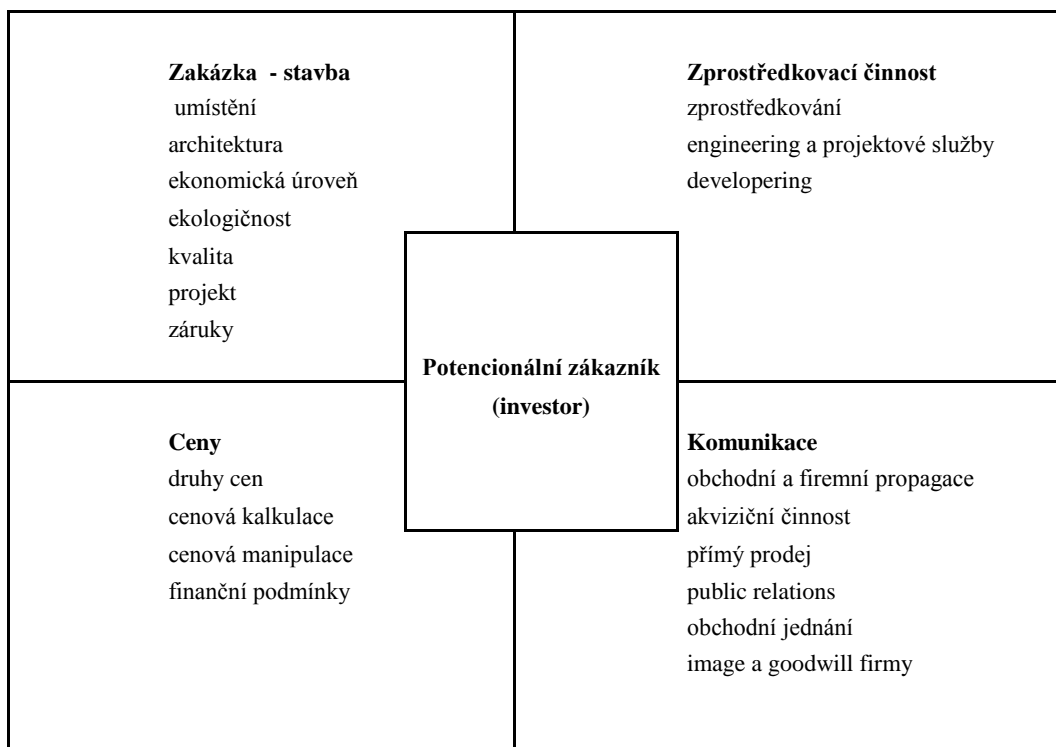 Zakázka - stavba
umístění
architektura
ekonomická úroveň
ekologičnost
kvalita
projekt
záruky
Zprostředkovací činnost
zprostředkování
engineering a projektové služby
developering
Potencionální zákazník
(investor)
Ceny
druhy cen
cenová kalkulace
cenová manipulace
finanční podmínky
Komunikace
obchodní a firemní propagace
akviziční činnost
přímý prodej
public relations
obchodní jednání
image a goodwill firmy